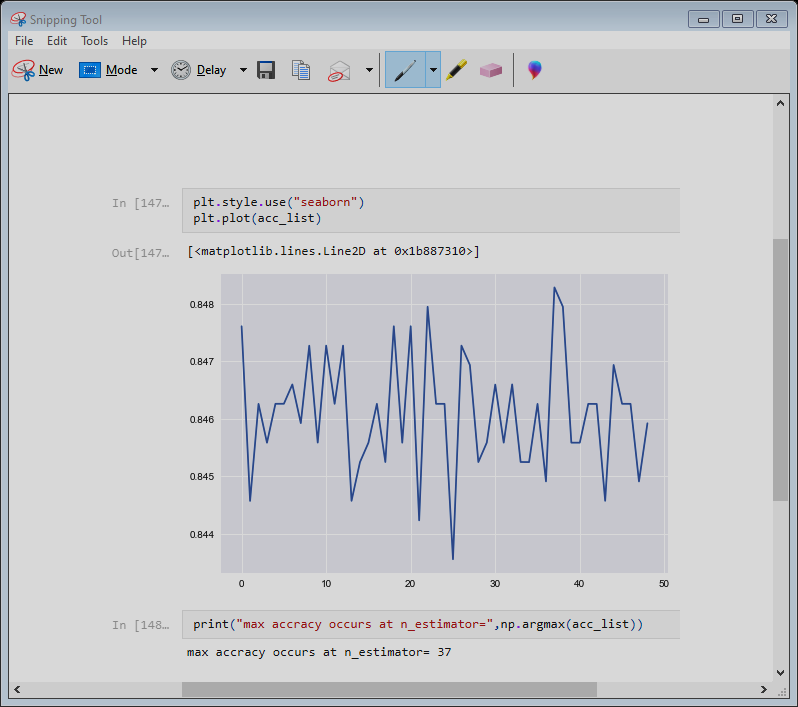 Snipping Tool
File Edit Tools Help
New Mode Delay
In [147...
plt.style.use("seaborn")
plt.plot(acc_list)
Out[147...
[<matplotlib.lines.Line2D at 0x1b887310>]
0.848
0.847
0.846
0.845
0.844
0 10 20 30 40 50
In [148...
print("max accracy occurs at n_estimator=",np.argmax(acc_list))
max accracy occurs at n_estimator= 37